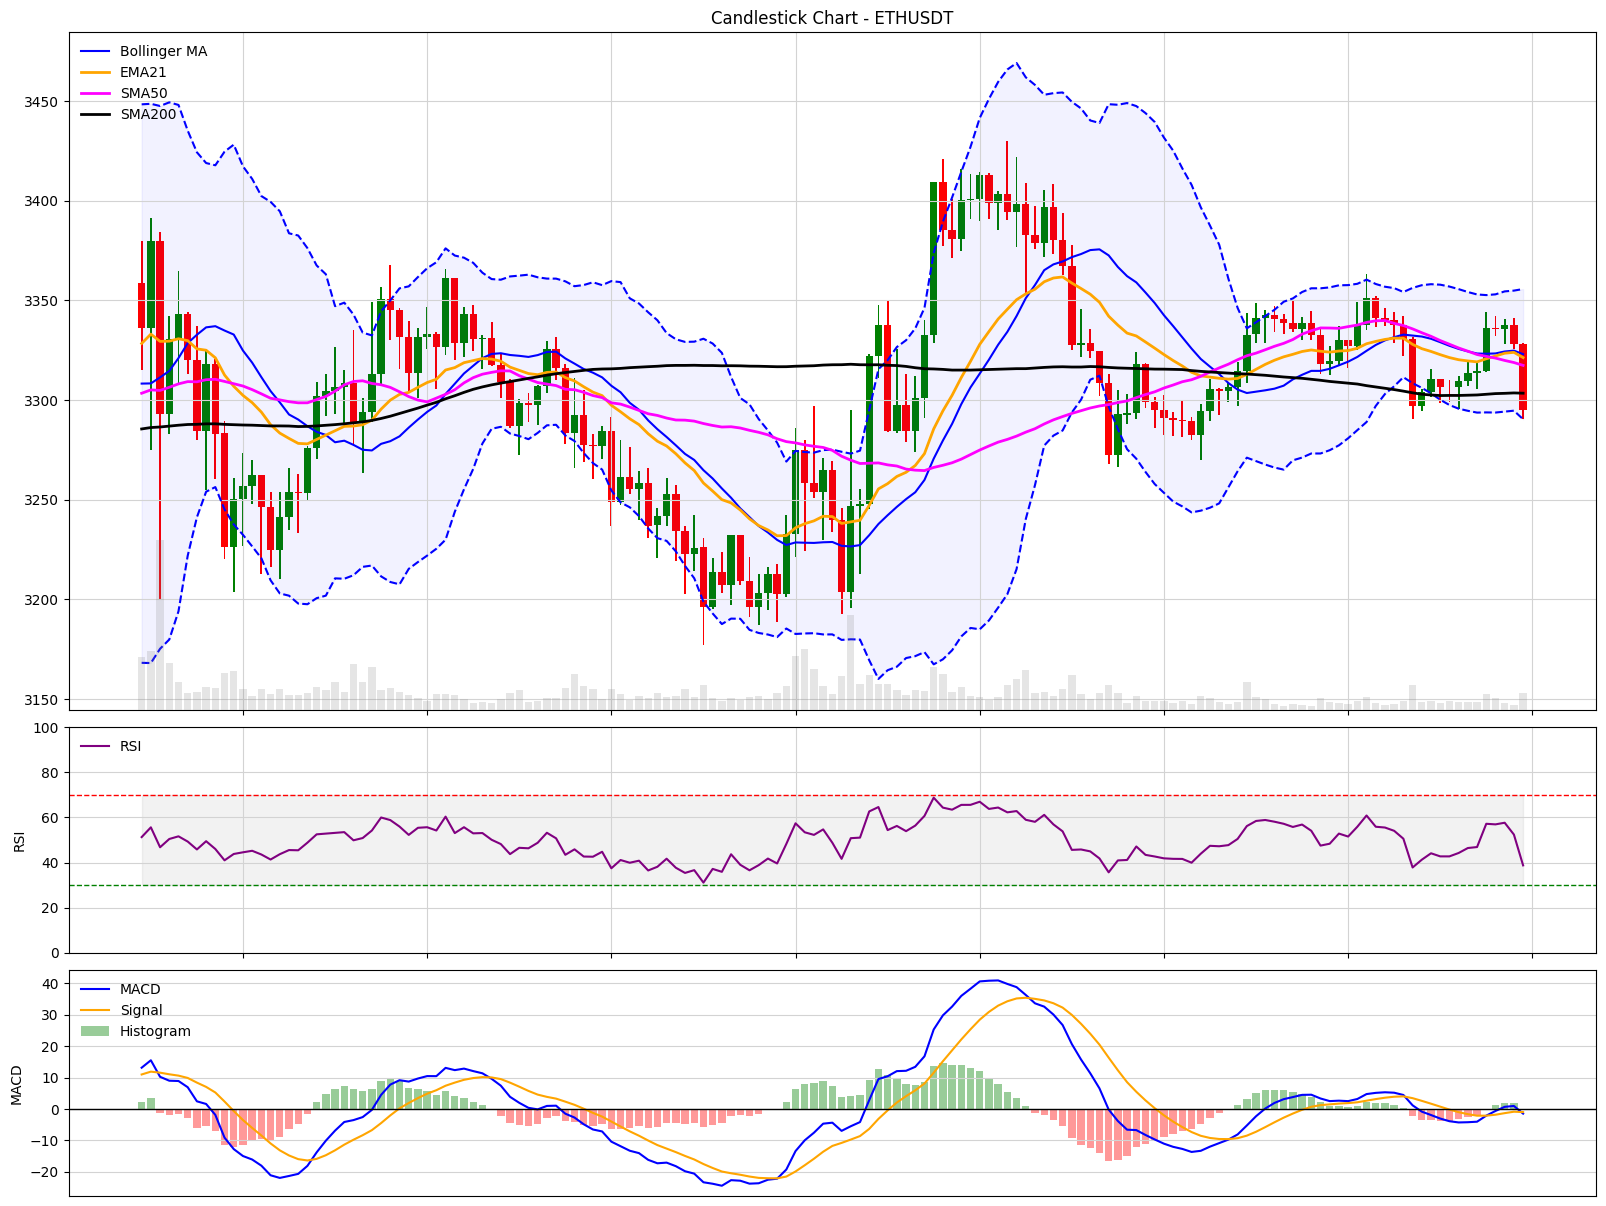 Candlestick Chart - ETHUSDT
Bollinger MA
EMA21
SMA50
SMA200
3450
3400
3350
3300
3250
3200
3150
RSI
100
80
60
40
20
0
RSI
MACD
Signal
Histogram
40
30
20
10
0
−10
−20
MACD